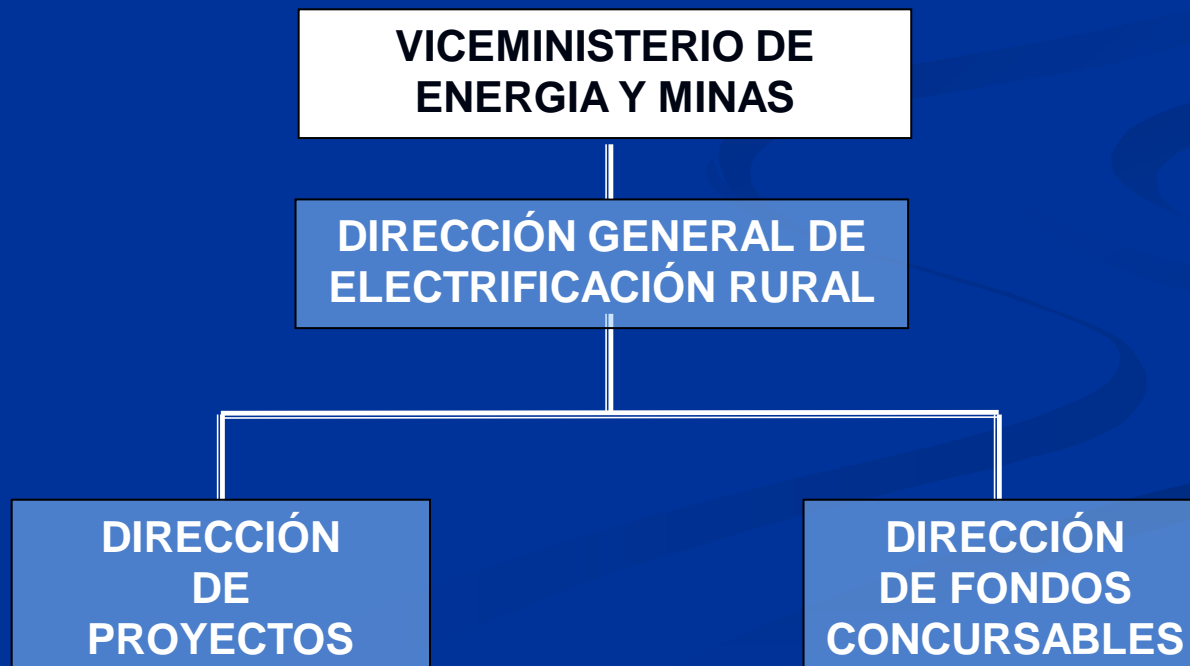 VICEMINISTERIO DE
ENERGIA Y MINAS
DIRECCIÓN GENERAL DE
ELECTRIFICACIÓN RURAL
DIRECCIÓN
DE
PROYECTOS
DIRECCIÓN
DE FONDOS
CONCURSABLES